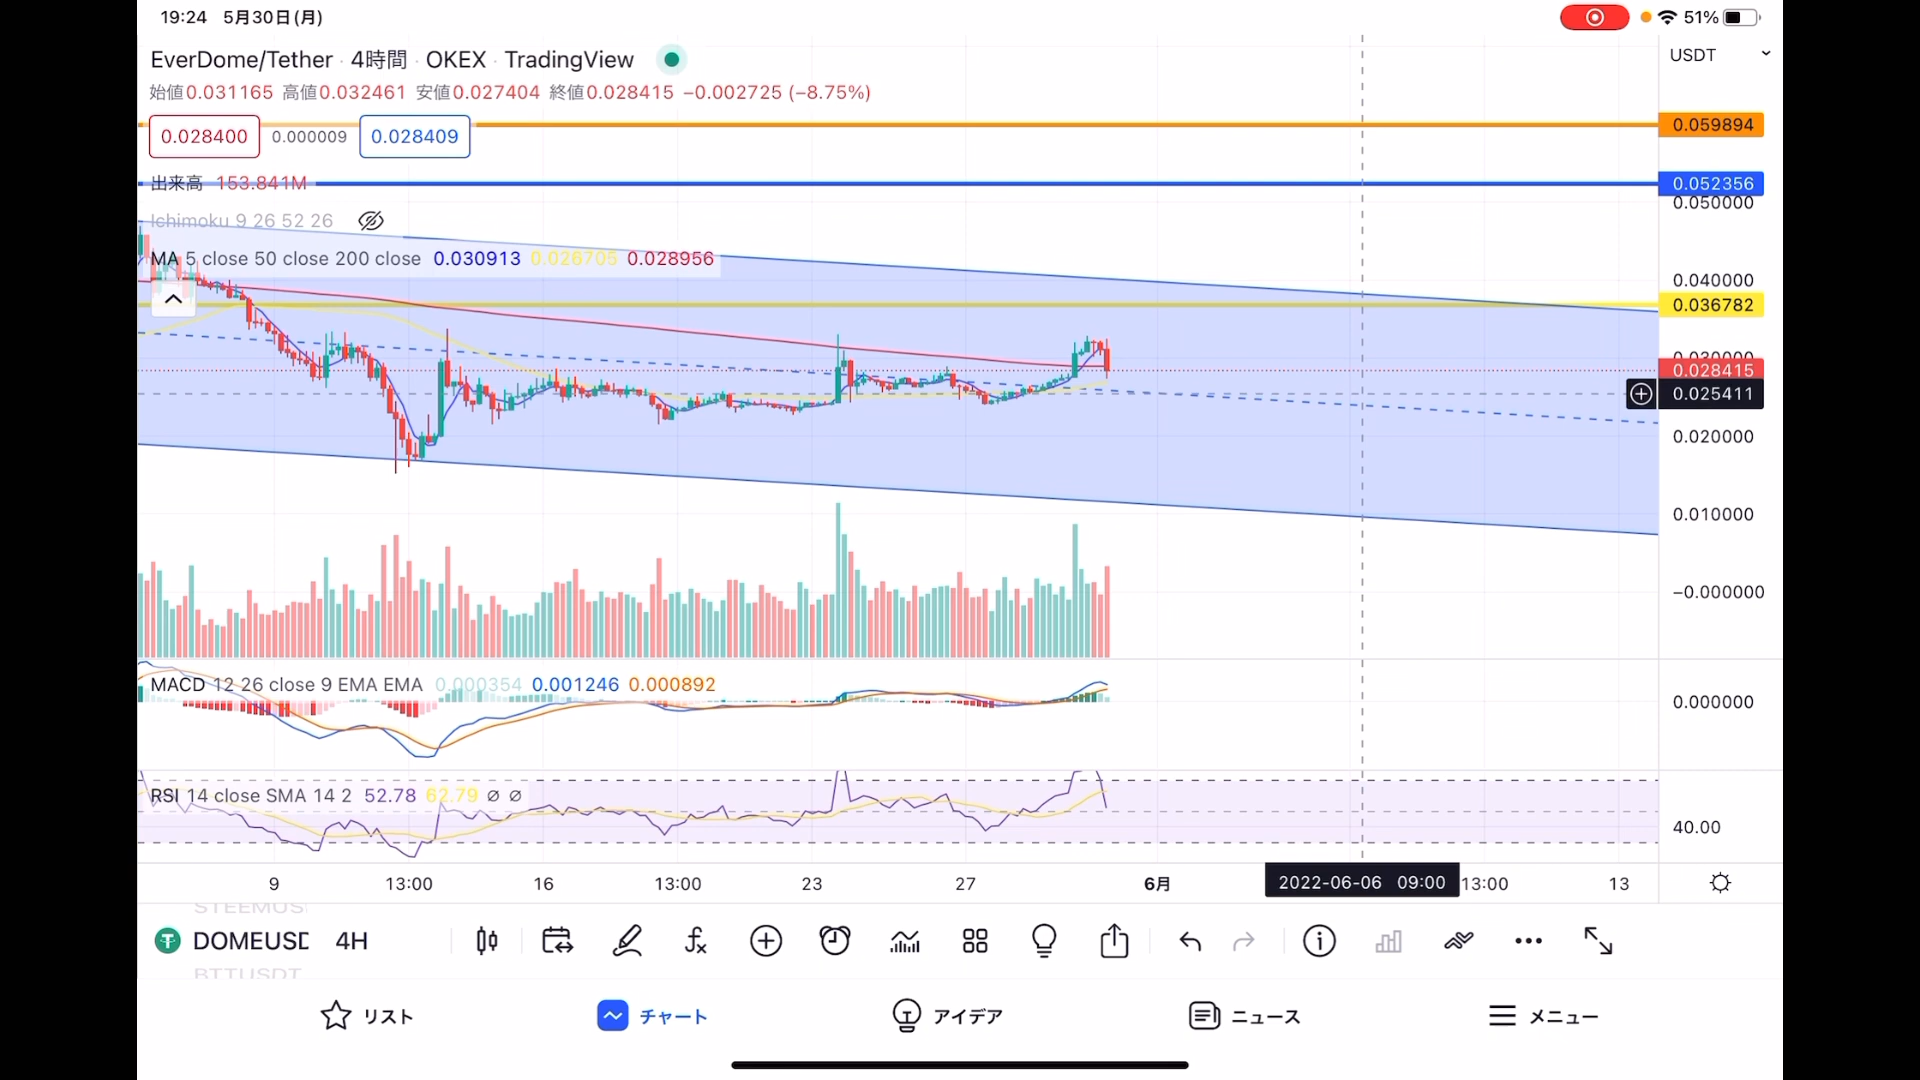 19:24 5月30日(月)
51%
EverDome/Tether · 4時間 · OKEX · TradingView
USDT
始値0.031165 高値0.032461 安値0.027404 終値0.028415 −0.002725 (−8.75%)
0.028400 0.000009 0.028409
0.059894
出来高 153.841M
0.052356
0.050000
Ichimoku 9 26 52 26
MA 5 close 50 close 200 close 0.030913 0.026705 0.028956
0.040000
0.036782
0.030000
0.028415
0.025411
0.020000
0.010000
−0.000000
MACD 12 26 close 9 EMA EMA 0.000354 0.001246 0.000892
0.000000
RSI 14 close SMA 14 2 52.78 62.79 ∅ ∅
40.00
9 13:00 16 13:00 23 27 6月 2022-06-06 09:00 13:00 13
STEEMUS
DOMEUSD 4H
BTTUSDT
リスト チャート アイデア ニュース メニュー